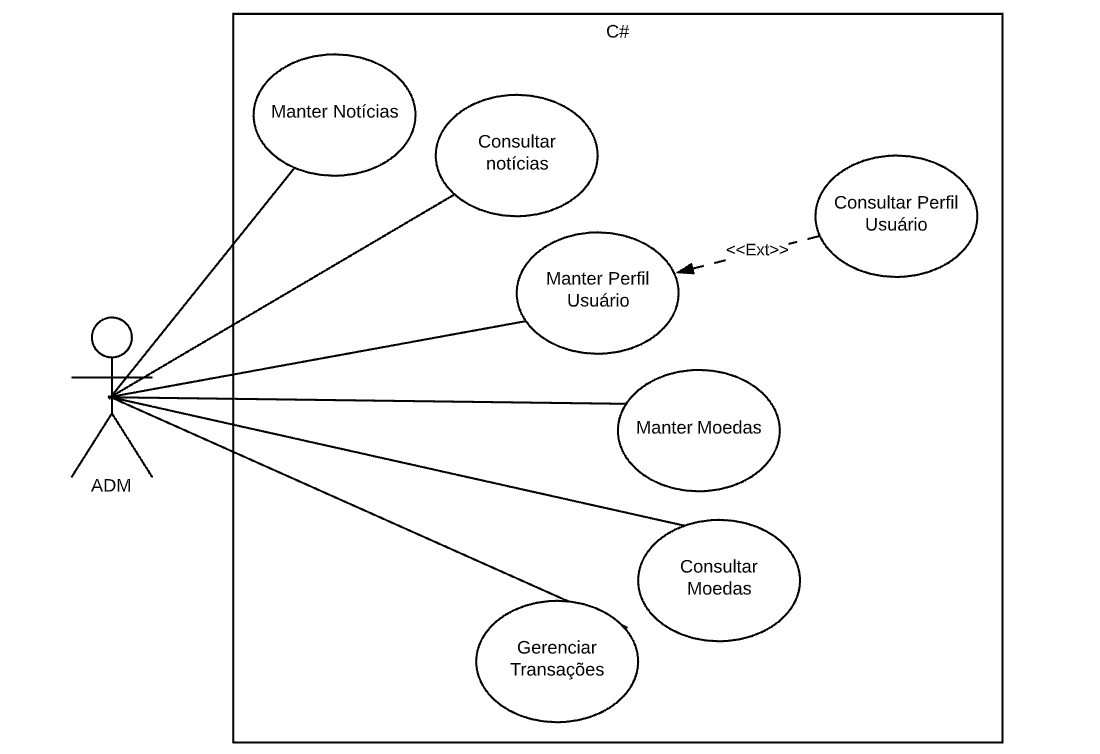 C#
Manter Notícias
Consultar
notícias
Consultar Perfil
Usuário
<<Ext>>
Manter Perfil
Usuário
Manter Moedas
ADM
Consultar
Moedas
Gerenciar
Transações